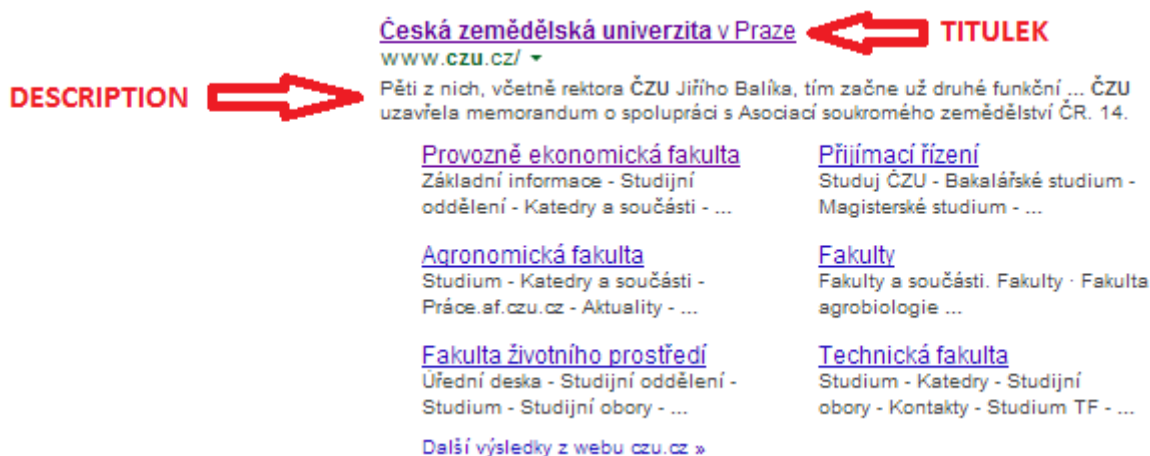 Česká zemědělská univerzita v Praze
TITULEK
www.czu.cz/
DESCRIPTION
Pěti z nich, včetně rektora ČZU Jiřího Balíka, tím začne už druhé funkční ... ČZU
uzavřela memorandum o spolupráci s Asociací soukromého zemědělství ČR. 14.
Provozně ekonomická fakulta
Základní informace - Studijní
oddělení - Katedry a součásti - ...
Přijímací řízení
Studuj ČZU - Bakalářské studium -
Magisterské studium - ...
Agronomická fakulta
Studium - Katedry a součásti -
Práce.af.czu.cz - Aktuality - ...
Fakulty
Fakulty a součásti. Fakulty · Fakulta
agrobiologie ...
Fakulta životního prostředí
Úřední deska - Studijní oddělení -
Studium - Studijní obory - ...
Technická fakulta
Studium - Katedry - Studijní
obory - Kontakty - Studium TF - ...
Další výsledky z webu czu.cz »